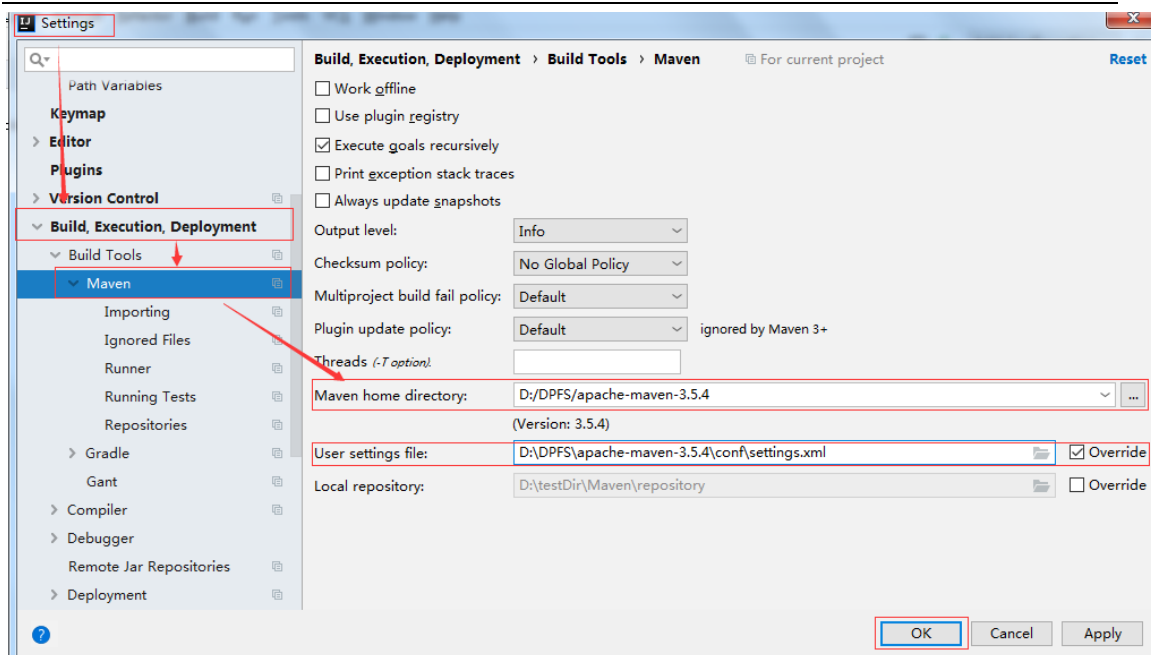 Settings
Build, Execution, Deployment › Build Tools › Maven For current project Reset
Path Variables
Keymap
Editor
Plugins
Version Control
Build, Execution, Deployment
Build Tools
Maven
Importing
Ignored Files
Runner
Running Tests
Repositories
Gradle
Gant
Compiler
Debugger
Remote Jar Repositories
Deployment
Work offline
Use plugin registry
Execute goals recursively
Print exception stack traces
Always update snapshots
Output level: Info
Checksum policy: No Global Policy
Multiproject build fail policy: Default
Plugin update policy: Default ignored by Maven 3+
Threads (-T option).
Maven home directory: D:/DPFS/apache-maven-3.5.4 ...
(Version: 3.5.4)
User settings file: D:\DPFS\apache-maven-3.5.4\conf\settings.xml Override
Local repository: D:\testDir\Maven\repository Override
? OK Cancel Apply